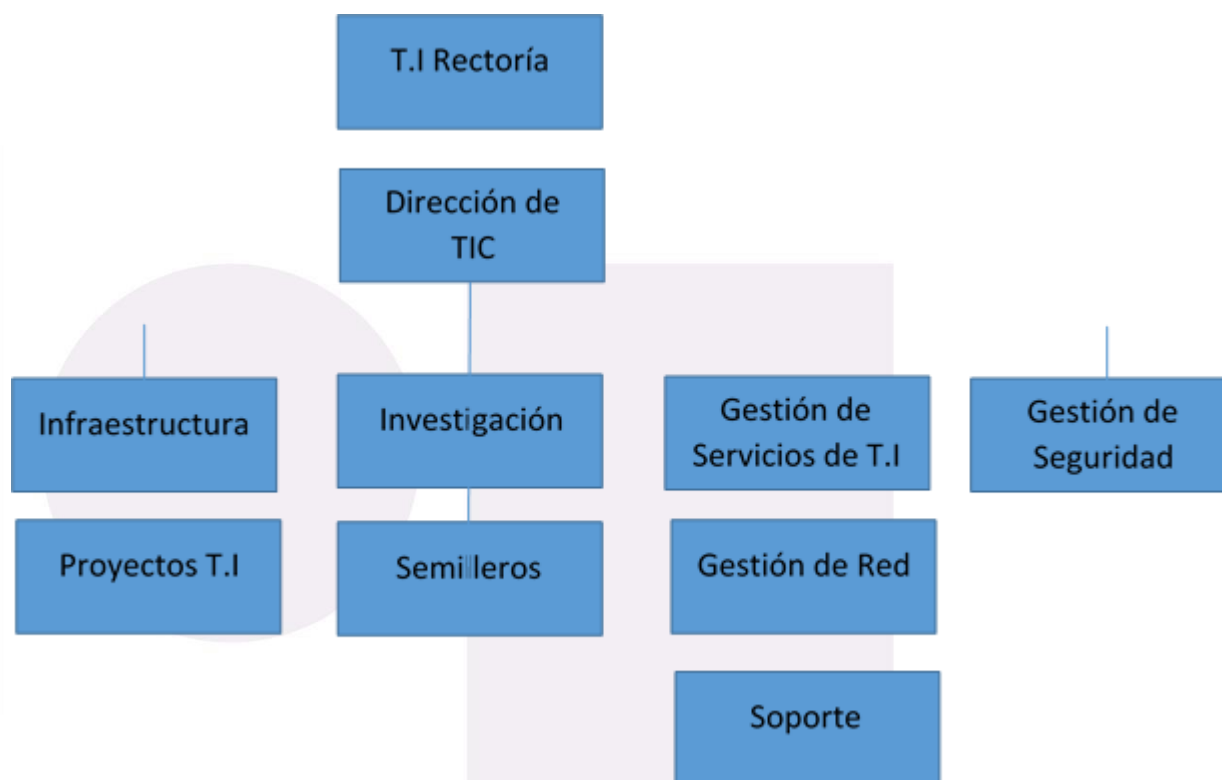 T.I Rectoría
Dirección de
TIC
Infraestructura
Investigación
Gestión de
Servicios de T.I
Gestión de
Seguridad
Proyectos T.I
Semilleros
Gestión de Red
Soporte